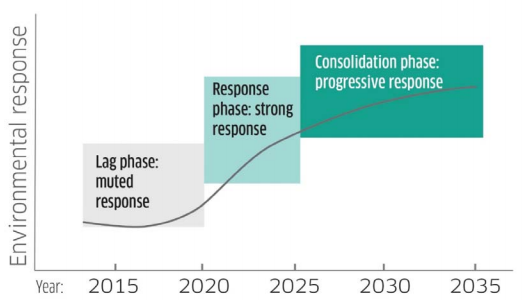 Environmental response
Lag phase:
muted
response
Response
phase: strong
response
Consolidation phase:
progressive response
Year: 2015 2020 2025 2030 2035